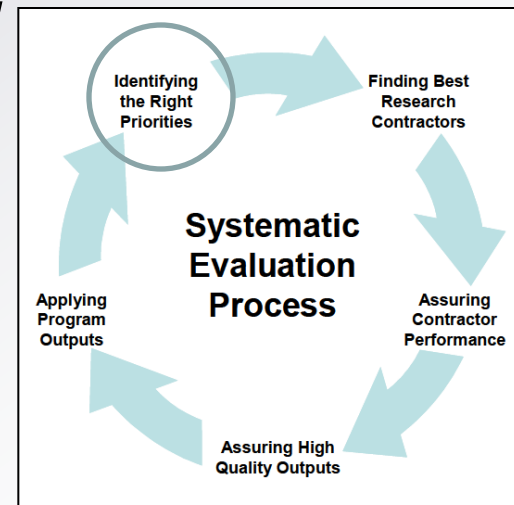 Identifying
the Right
Priorities
Finding Best
Research
Contractors
Systematic
Evaluation
Process
Assuring
Contractor
Performance
Applying
Program
Outputs
Assuring High
Quality Outputs